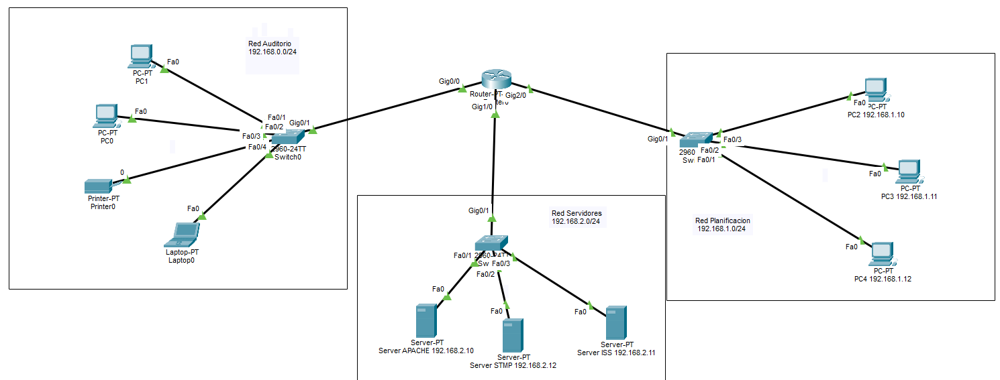 Red Auditorio
192.168.0.0/24
Fa0
PC-PT
PC1
Fa0
PC-PT
PC0
Fa0/1
Fa0/2
Gig0/1
Fa0/3
Fa0/4
2960-24TT
Switch0
0
Printer-PT
Printer0
Fa0
Laptop-PT
Laptop0
Gig0/0
Router-PT-
Gig2/0
Gig1/0
Gig0/1
Fa0/3
Fa0/2
2960
Sw
Fa0/1
Fa0
PC-PT
PC2 192.168.1.10
Fa0
PC-PT
PC3 192.168.1.11
Fa0
PC-PT
PC4 192.168.1.12
Red Planificacion
192.168.1.0/24
Gig0/1
Red Servidores
192.168.2.0/24
Fa0/1
2960-24TT
Sw
Fa0/3
Fa0/2
Fa0
Server-PT
Server APACHE 192.168.2.10
Fa0
Server-PT
Server STMP 192.168.2.12
Fa0
Server-PT
Server ISS 192.168.2.11